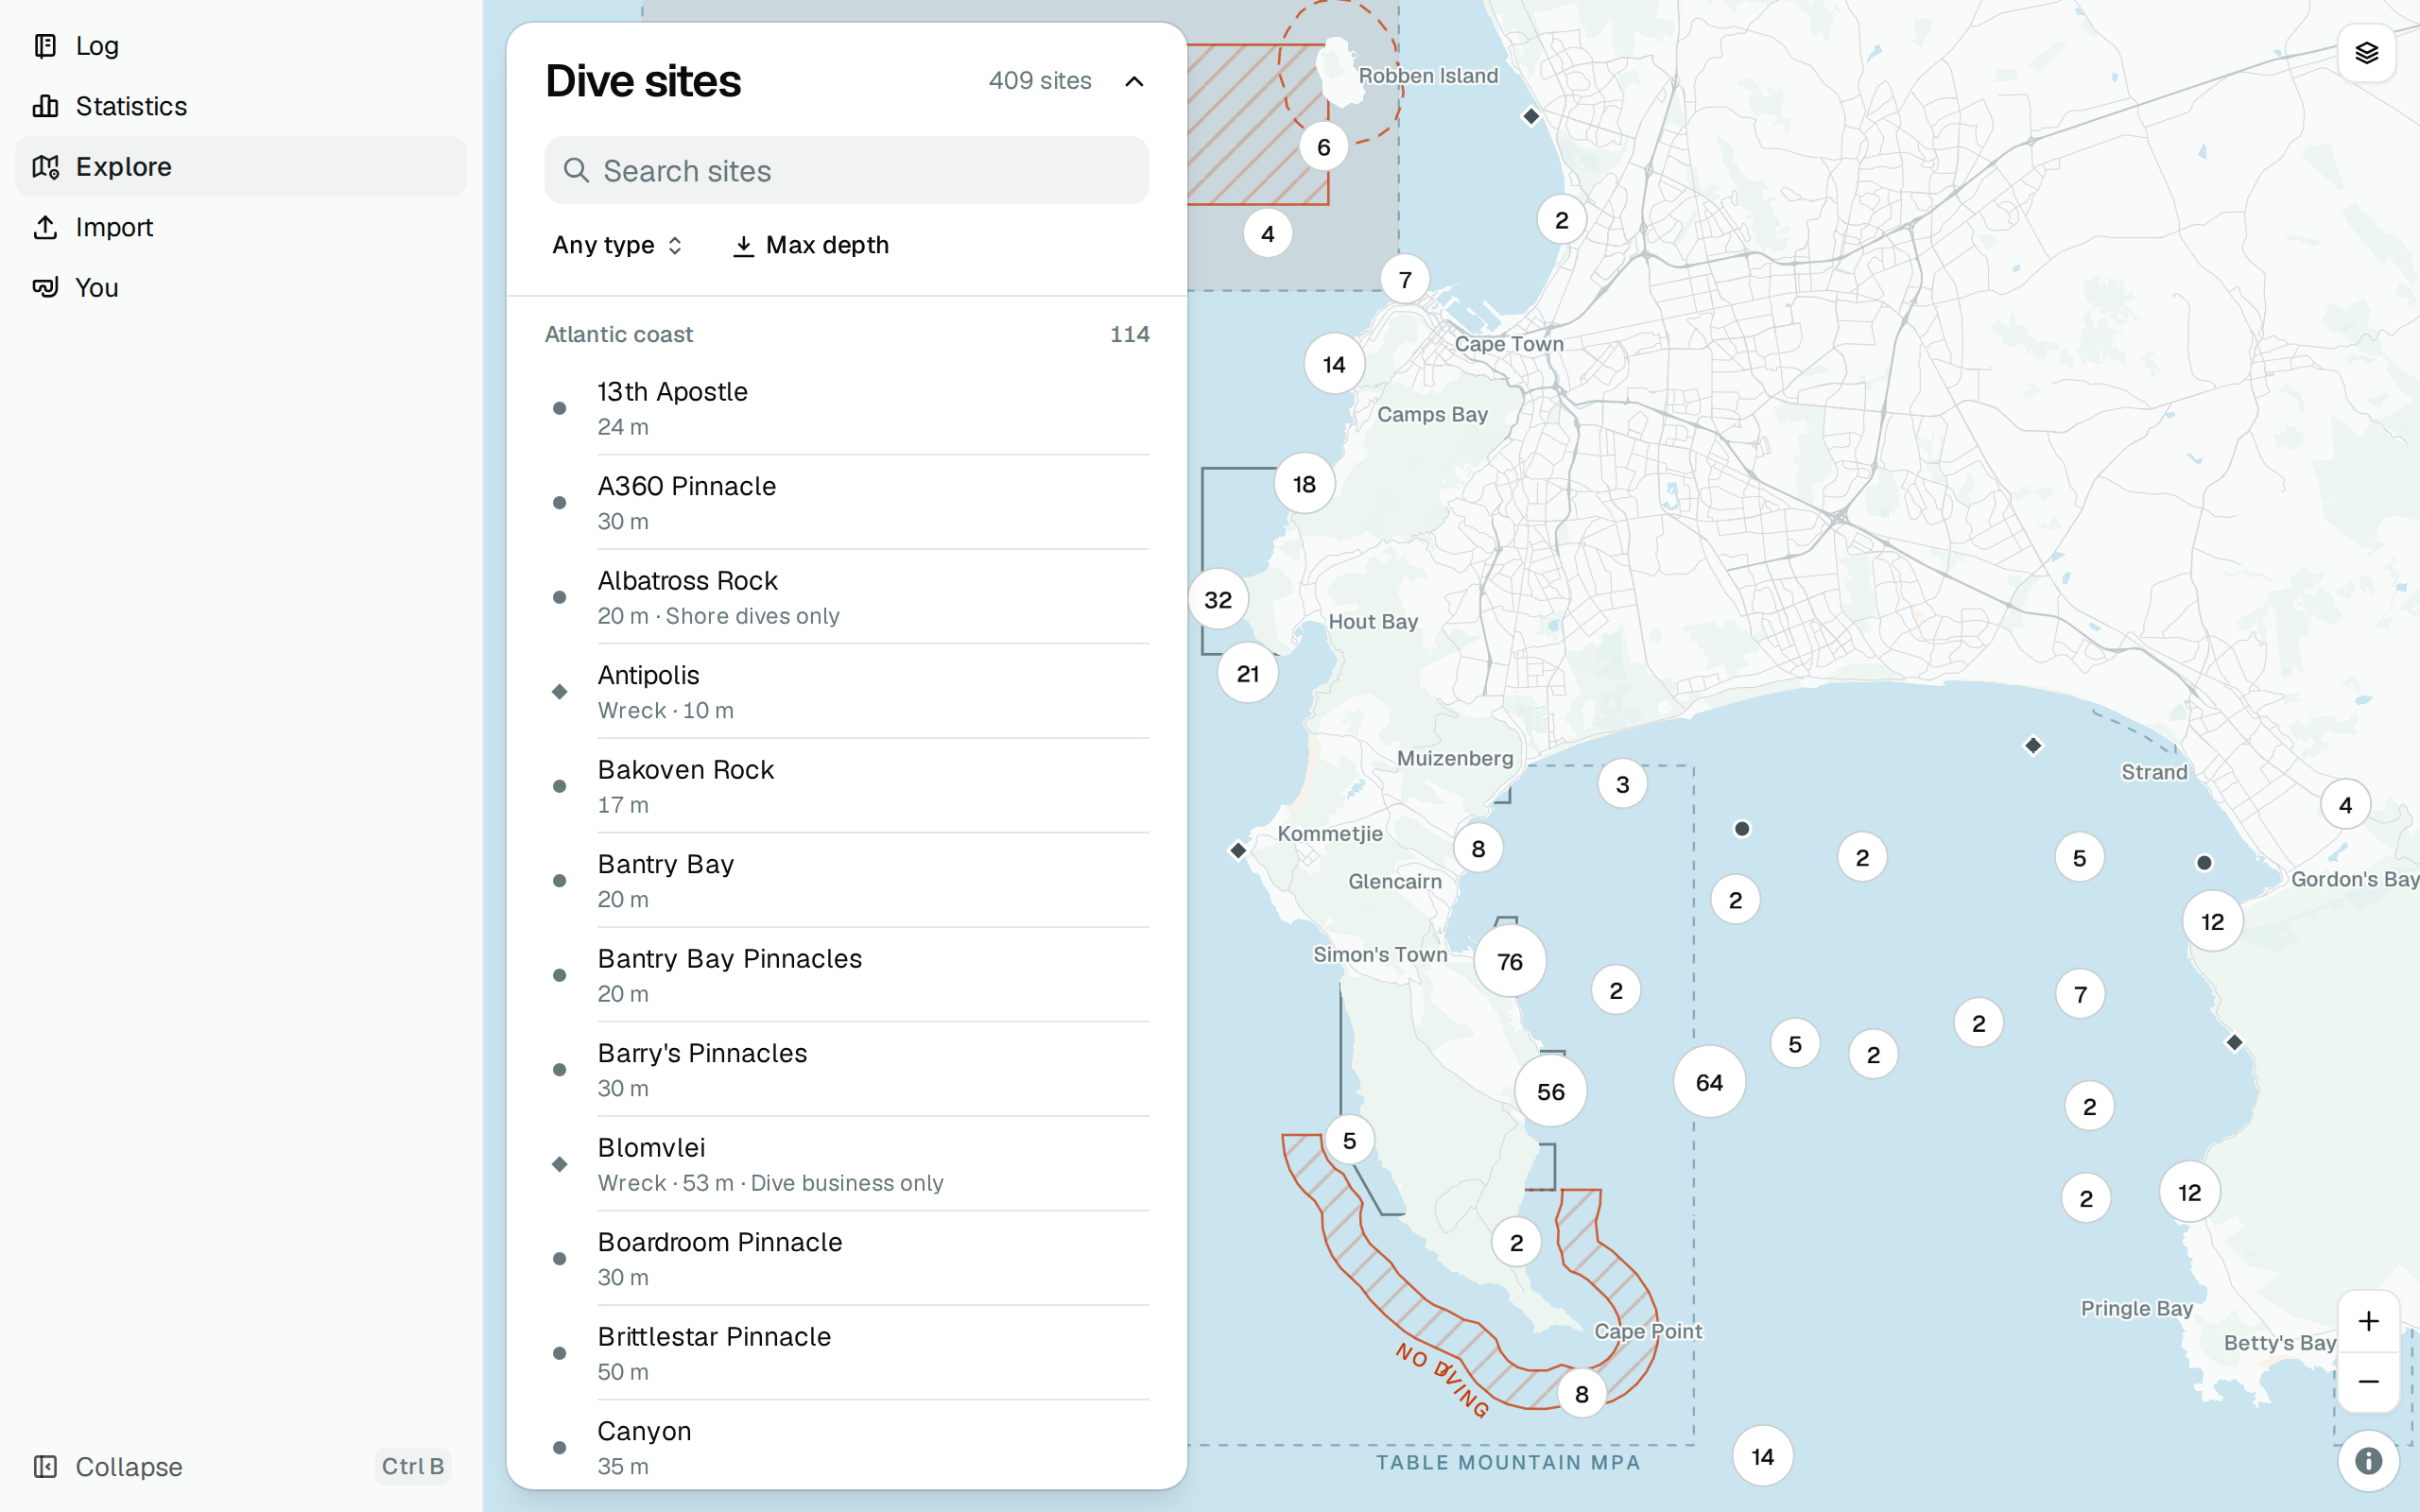 Log
Statistics
Explore
Import
You
Collapse
Ctrl B
Dive sites
409 sites
Search sites
Any type
Max depth
Atlantic coast
114
13th Apostle
24 m
A360 Pinnacle
30 m
Albatross Rock
20 m · Shore dives only
Antipolis
Wreck · 10 m
Bakoven Rock
17 m
Bantry Bay
20 m
Bantry Bay Pinnacles
20 m
Barry's Pinnacles
30 m
Blomvlei
Wreck · 53 m · Dive business only
Boardroom Pinnacle
30 m
Brittlestar Pinnacle
50 m
Canyon
35 m
Robben Island
6
2
4
7
Cape Town
14
Camps Bay
18
32
Hout Bay
21
Muizenberg
3
Strand
4
Kommetjie
8
2
5
Glencairn
Gordon's Bay
2
12
Simon's Town
76
2
7
2
5
2
56
64
2
5
2
12
2
Pringle Bay
Cape Point
Betty's Bay
NO DIVING
8
14
TABLE MOUNTAIN MPA